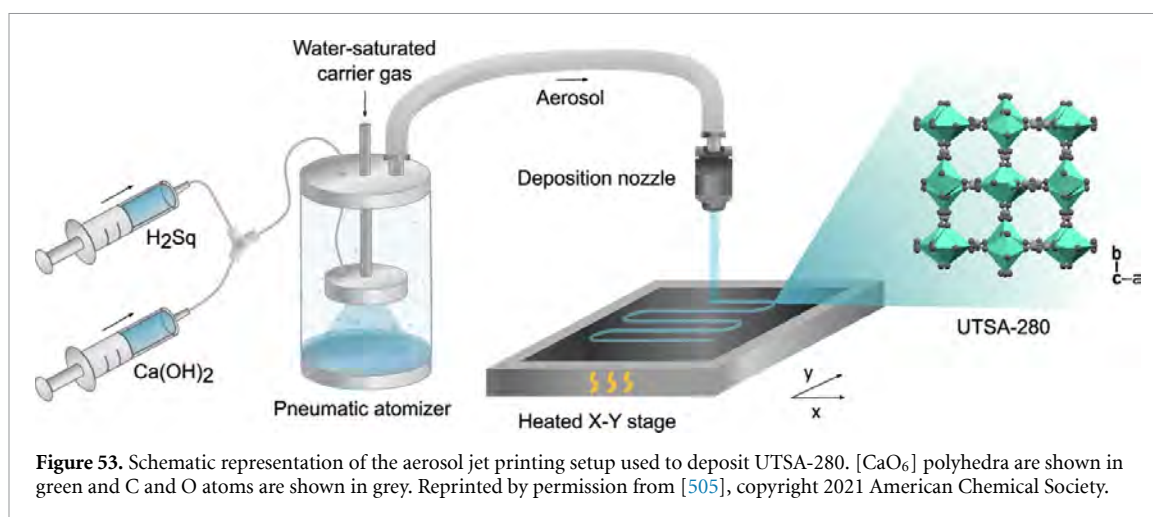 Water-saturated
carrier gas
Aerosol
Deposition nozzle
H2Sq
Ca(OH)2
Pneumatic atomizer
Heated X-Y stage
y
x
b
c-a
UTSA-280
Figure 53. Schematic representation of the aerosol jet printing setup used to deposit UTSA-280. [CaO₆] polyhedra are shown in
green and C and O atoms are shown in grey. Reprinted by permission from [505], copyright 2021 American Chemical Society.